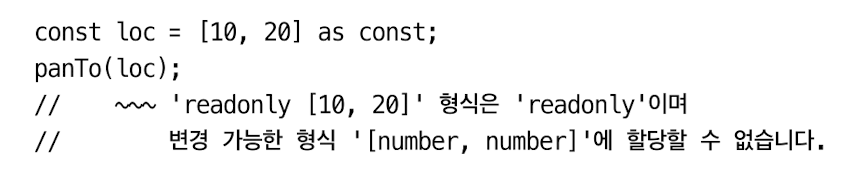 const loc = [10, 20] as const;
panTo(loc);
//    ~~~ 'readonly [10, 20]' 형식은 'readonly'이며
//        변경 가능한 형식 '[number, number]'에 할당할 수 없습니다.